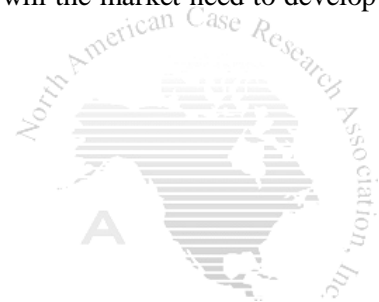 will the market need to develop
North American Case Research Association, Inc
A